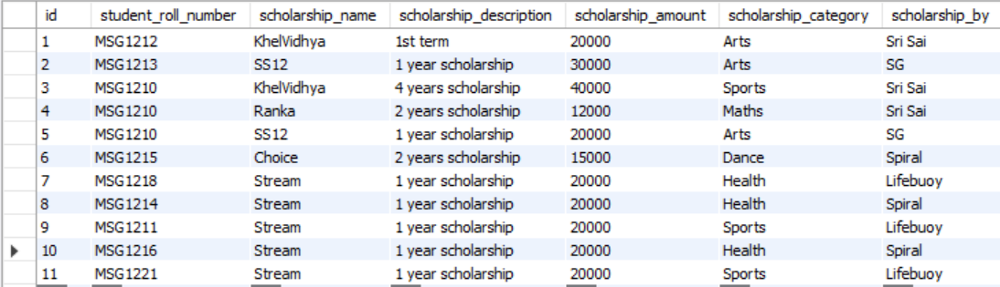 id student_roll_number scholarship_name scholarship_description scholarship_amount scholarship_category scholarship_by
1 MSG1212 KhelVidhya 1st term 20000 Arts Sri Sai
2 MSG1213 SS12 1 year scholarship 30000 Arts SG
3 MSG1210 KhelVidhya 4 years scholarship 40000 Sports Sri Sai
4 MSG1210 Ranka 2 years scholarship 12000 Maths Sri Sai
5 MSG1210 SS12 1 year scholarship 20000 Arts SG
6 MSG1215 Choice 2 years scholarship 15000 Dance Spiral
7 MSG1218 Stream 1 year scholarship 20000 Health Lifebuoy
8 MSG1214 Stream 1 year scholarship 20000 Health Spiral
9 MSG1211 Stream 1 year scholarship 20000 Sports Lifebuoy
10 MSG1216 Stream 1 year scholarship 20000 Health Spiral
11 MSG1221 Stream 1 year scholarship 20000 Sports Lifebuoy